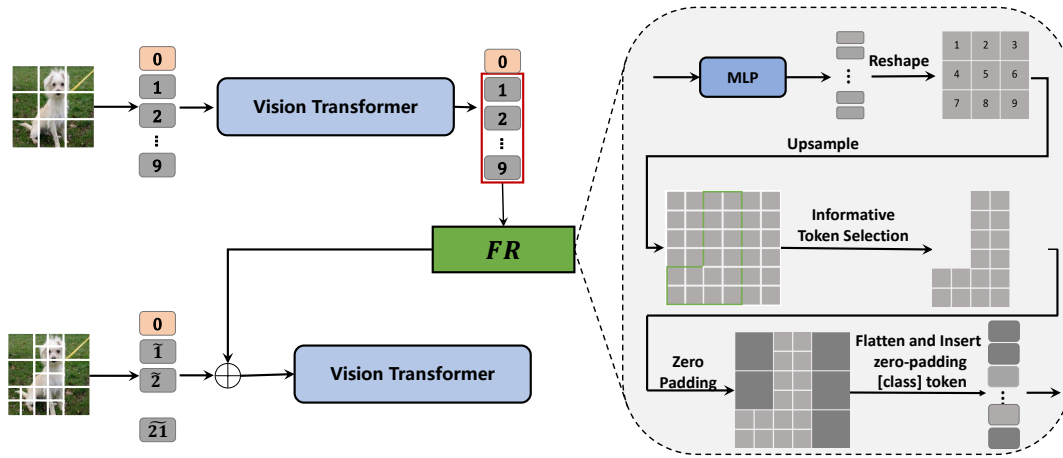 0
1
2
⋮
9
Vision Transformer
0
1
2
⋮
9
FR
0
1̃
2̃
2̃1̃
Vision Transformer
MLP
⋮
Reshape
1 2 3
4 5 6
7 8 9
Upsample
Informative
Token Selection
Zero
Padding
Flatten and Insert
zero-padding
[class] token
⋮